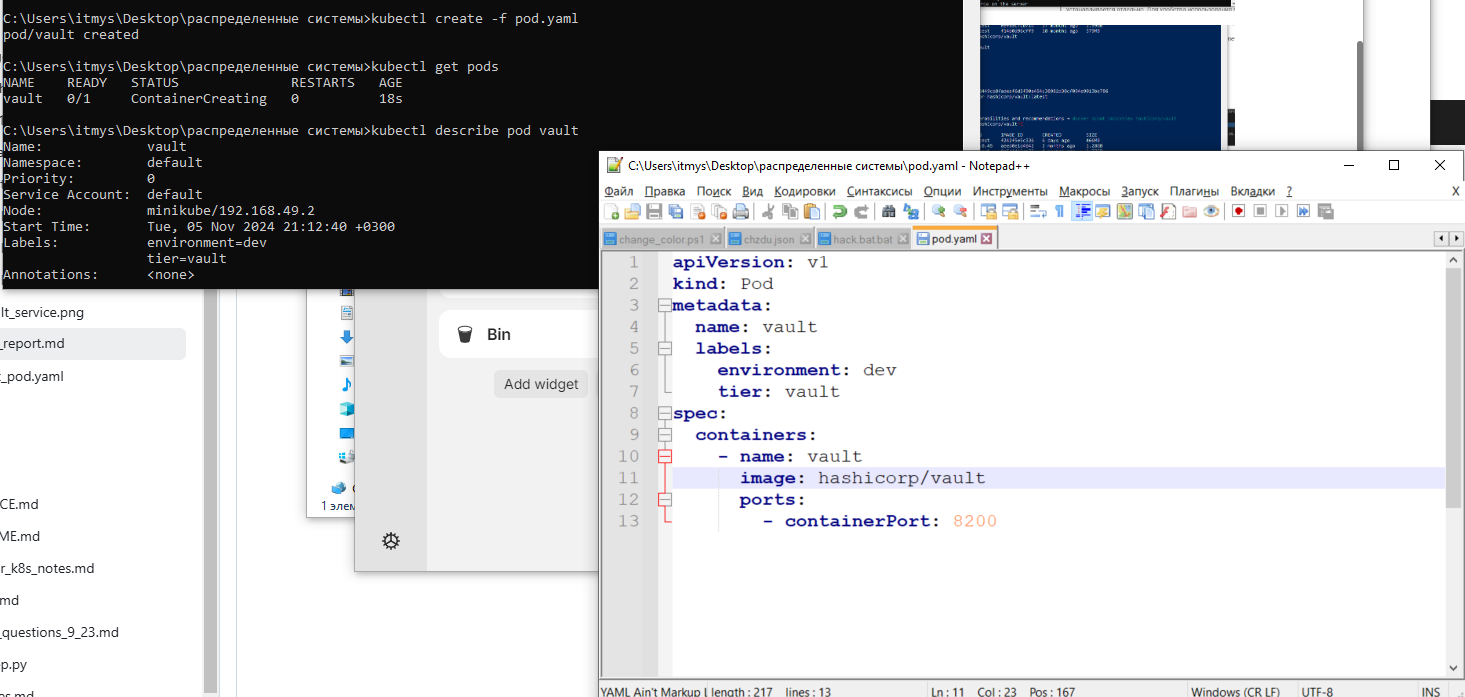 C:\Users\itmys\Desktop\распределенные системы>kubectl create -f pod.yaml
pod/vault created
C:\Users\itmys\Desktop\распределенные системы>kubectl get pods
NAME READY STATUS RESTARTS AGE
vault 0/1 ContainerCreating 0 18s
C:\Users\itmys\Desktop\распределенные системы>kubectl describe pod vault
Name: vault
Namespace: default
Priority: 0
Service Account: default
Node: minikube/192.168.49.2
Start Time: Tue, 05 Nov 2024 21:12:40 +0300
Labels: environment=dev
tier=vault
Annotations: <none>
lt_service.png
_report.md
_pod.yaml
CE.md
ME.md
r_k8s_notes.md
md
_questions_9_23.md
p.py
es.md
1 элем
Bin
Add widget
C:\Users\itmys\Desktop\распределенные системы\pod.yaml - Notepad++
Файл Правка Поиск Вид Кодировки Синтаксисы Опции Инструменты Макросы Запуск Плагины Вкладки ? X
change_color.ps1 chzdu.json hack.bat.bat pod.yaml
1 apiVersion: v1
2 kind: Pod
3 metadata:
4 name: vault
5 labels:
6 environment: dev
7 tier: vault
8 spec:
9 containers:
10 - name: vault
11 image: hashicorp/vault
12 ports:
13 - containerPort: 8200
YAML Ain't Markup L length : 217 lines : 13 Ln : 11 Col : 23 Pos : 167 Windows (CR LF) UTF-8 INS